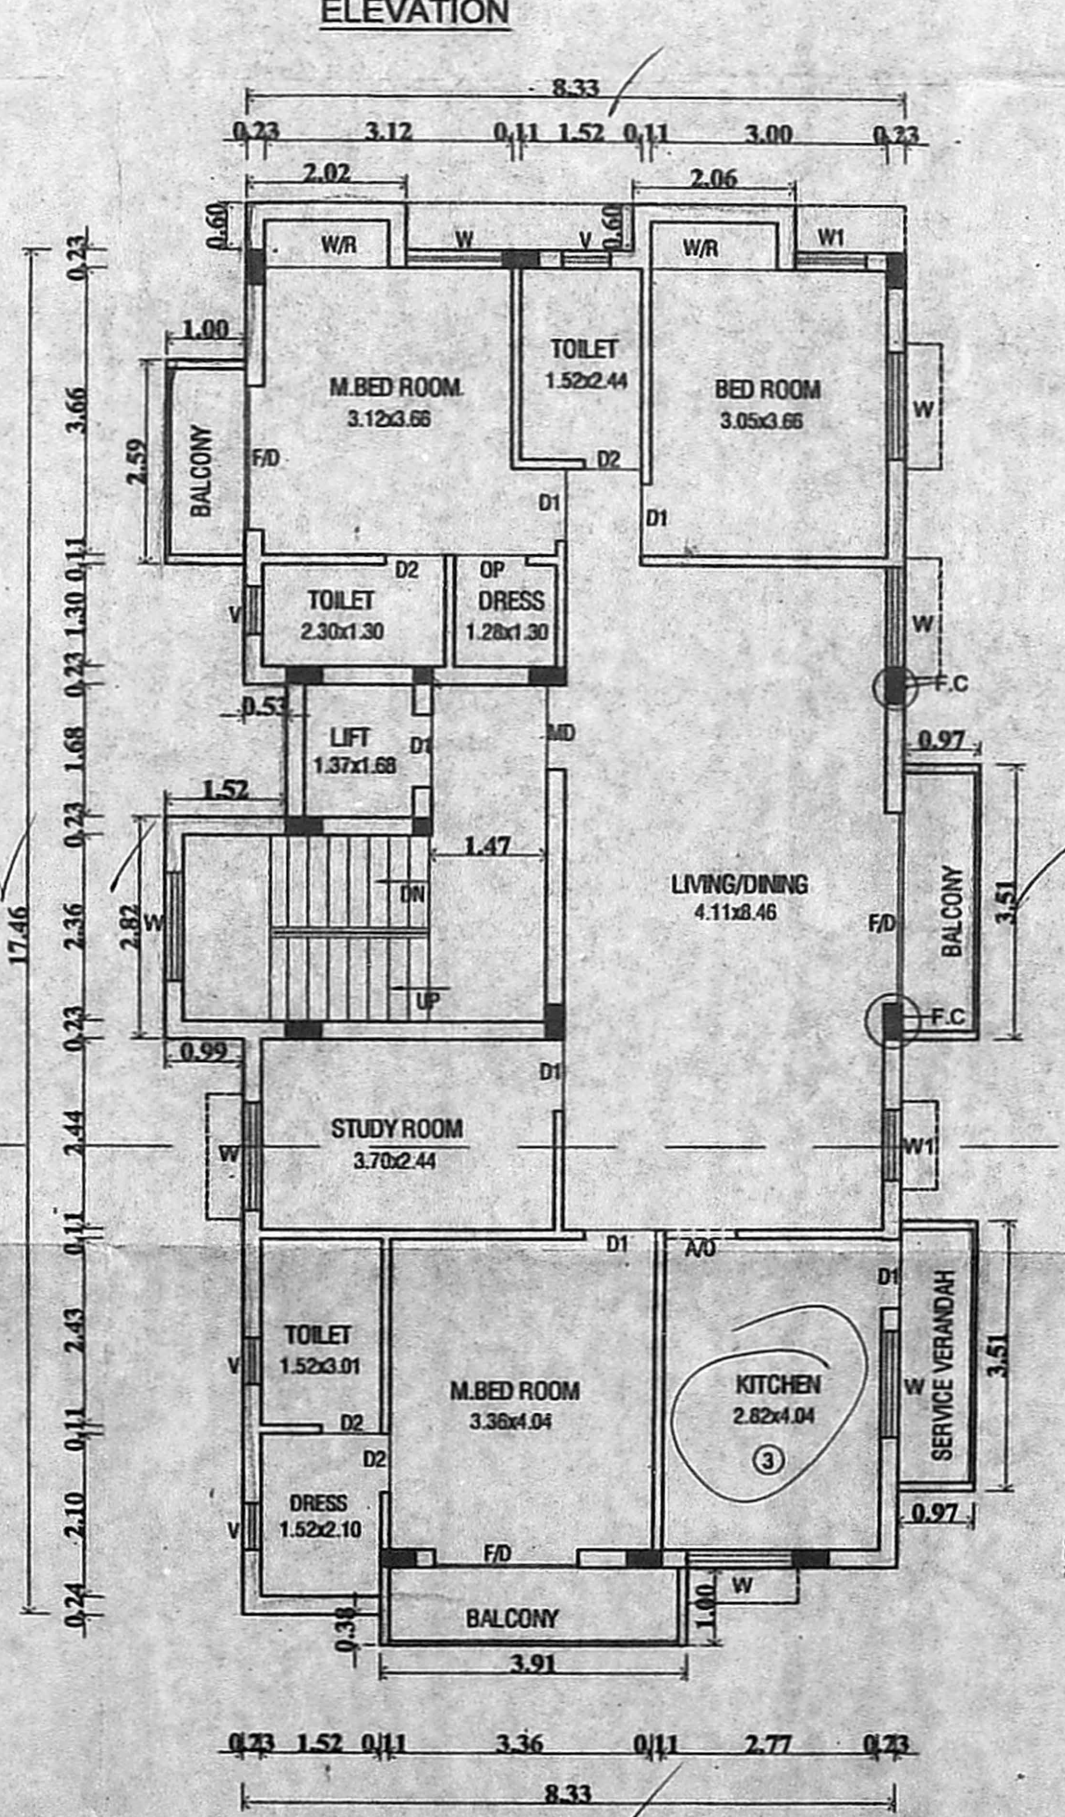 ELEVATION
8.33
0.23 3.12 0.11 1.52 0.11 3.00 0.23
2.02 2.06
0.60 0.60
W/R W V W/R W1
0.23
1.00
TOILET
1.52x2.44
M.BED ROOM
3.12x3.66
BED ROOM
3.05x3.66
W
3.66
2.59
BALCONY
F/D
D2
D1
D1
0.11
D2 OP
TOILET
2.30x1.30
DRESS
1.28x1.30
V
W
1.30
0.23
F.C
0.53
LIFT
1.37x1.68
D1
MD
0.97
1.68
1.52
0.23
1.47
DN
LIVING/DINING
4.11x8.46
F/D
BALCONY
3.51
W
2.82
2.36
17.46
UP
F.C
0.23
0.99
D1
STUDY ROOM
3.70x2.44
W
W1
2.44
0.11
D1 A/O
D1
TOILET
1.52x3.01
V
2.43
M.BED ROOM
3.36x4.04
KITCHEN
2.82x4.04
3
W
SERVICE VERANDAH
3.51
D2
0.11
D2
DRESS
1.52x2.10
V
2.10
0.97
F/D
W
1.00
0.24
0.38
BALCONY
3.91
0.23 1.52 0.11 3.36 0.11 2.77 0.23
8.33